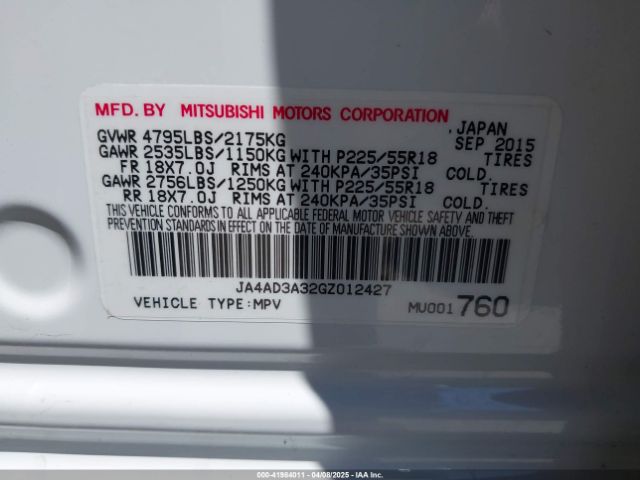 MFD. BY MITSUBISHI MOTORS CORPORATION
GVWR 4795LBS/2175KG , JAPAN SEP 2015
GAWR 2535LBS/1150KG WITH P225/55R18 TIRES
FR 18X7.0J RIMS AT 240KPA/35PSI COLD.
GAWR 2756LBS/1250KG WITH P225/55R18 TIRES
RR 18X7.0J RIMS AT 240KPA/35PSI COLD.
THIS VEHICLE CONFORMS TO ALL APPLICABLE FEDERAL MOTOR VEHICLE SAFETY AND THEFT
PREVENTION STANDARDS IN EFFECT ON THE DATE OF MANUFACTURE SHOWN ABOVE.
JA4AD3A32GZ012427
VEHICLE TYPE:MPV MU001 760
000-41984011 04/08/2025 IAAI.com